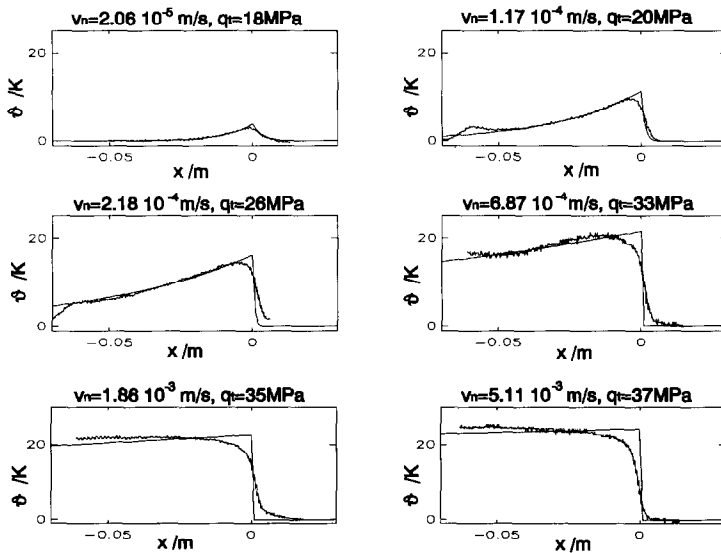 vn=2.06 10-5 m/s, qt=18MPa
20
ϑ /K
0
−0.05
0
x /m
vn=1.17 10-4 m/s, qt=20MPa
20
ϑ /K
0
−0.05
0
x /m
vn=2.18 10-4 m/s, qt=26MPa
20
ϑ /K
0
−0.05
0
x /m
vn=6.87 10-4 m/s, qt=33MPa
20
ϑ /K
0
−0.05
0
x /m
vn=1.86 10-3 m/s, qt=35MPa
20
ϑ /K
0
−0.05
0
x /m
vn=5.11 10-3 m/s, qt=37MPa
20
ϑ /K
0
−0.05
0
x /m